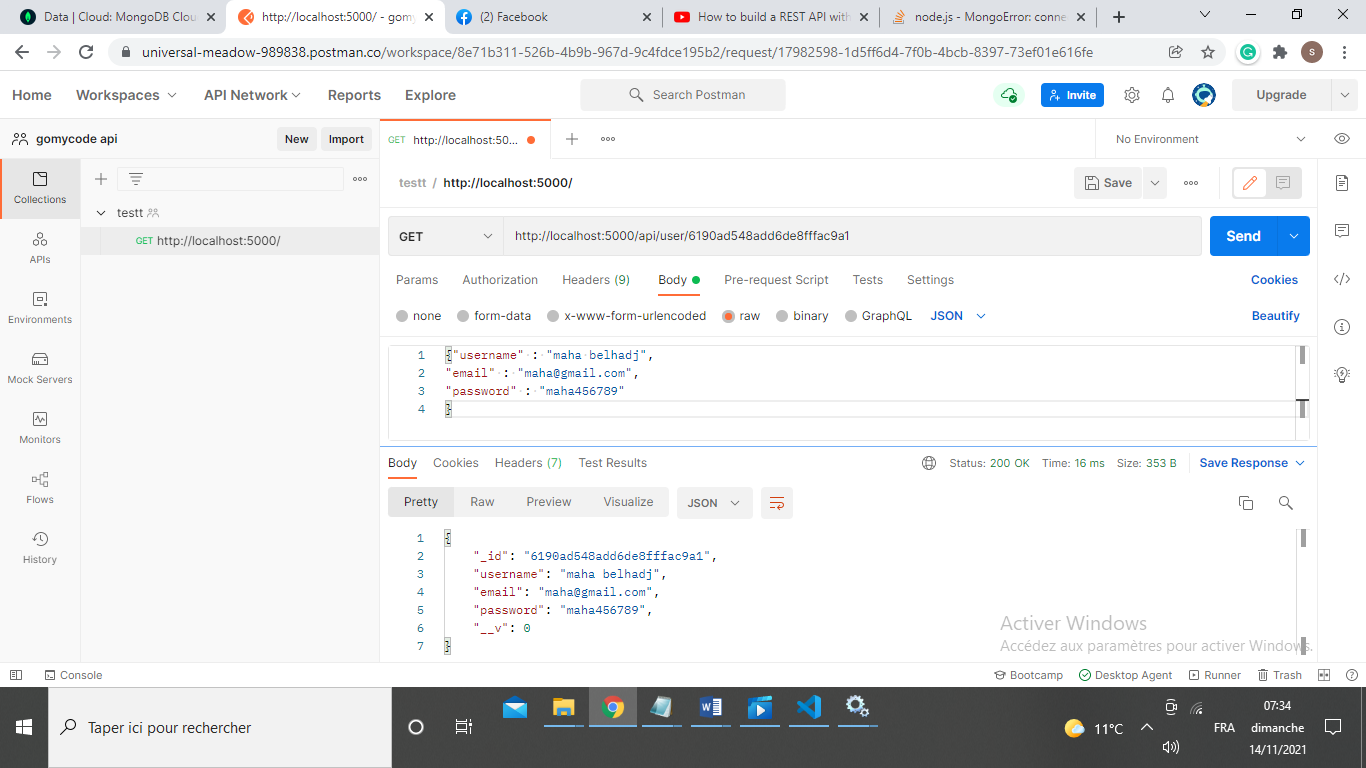 Data | Cloud: MongoDB Clou
http://localhost:5000/ - gomy
(2) Facebook
How to build a REST API with
node.js - MongoError: conne
universal-meadow-989838.postman.co/workspace/8e71b311-526b-4b9b-967d-9c4fdce195b2/request/17982598-1d5ff6d4-7f0b-4bcb-8397-73ef01e616fe
S
Home Workspaces API Network Reports Explore Search Postman Invite Upgrade
gomycode api New Import GET http://localhost:50... No Environment
Collections
APIs
Environments
Mock Servers
Monitors
Flows
History
testt
GET http://localhost:5000/
testt / http://localhost:5000/ Save
GET http://localhost:5000/api/user/6190ad548add6de8fffac9a1 Send
Params Authorization Headers (9) Body Pre-request Script Tests Settings Cookies
none form-data x-www-form-urlencoded raw binary GraphQL JSON Beautify
1 {"username" : "maha belhadj",
2 "email" : "maha@gmail.com",
3 "password" : "maha456789"
4 }
Body Cookies Headers (7) Test Results Status: 200 OK Time: 16 ms Size: 353 B Save Response
Pretty Raw Preview Visualize JSON
1 {
2 "_id": "6190ad548add6de8fffac9a1",
3 "username": "maha belhadj",
4 "email": "maha@gmail.com",
5 "password": "maha456789",
6 "__v": 0
7 }
Activer Windows
Accédez aux paramètres pour activer Windows.
Console Bootcamp Desktop Agent Runner Trash
Taper ici pour rechercher
11°C
FRA
07:34
dimanche
14/11/2021